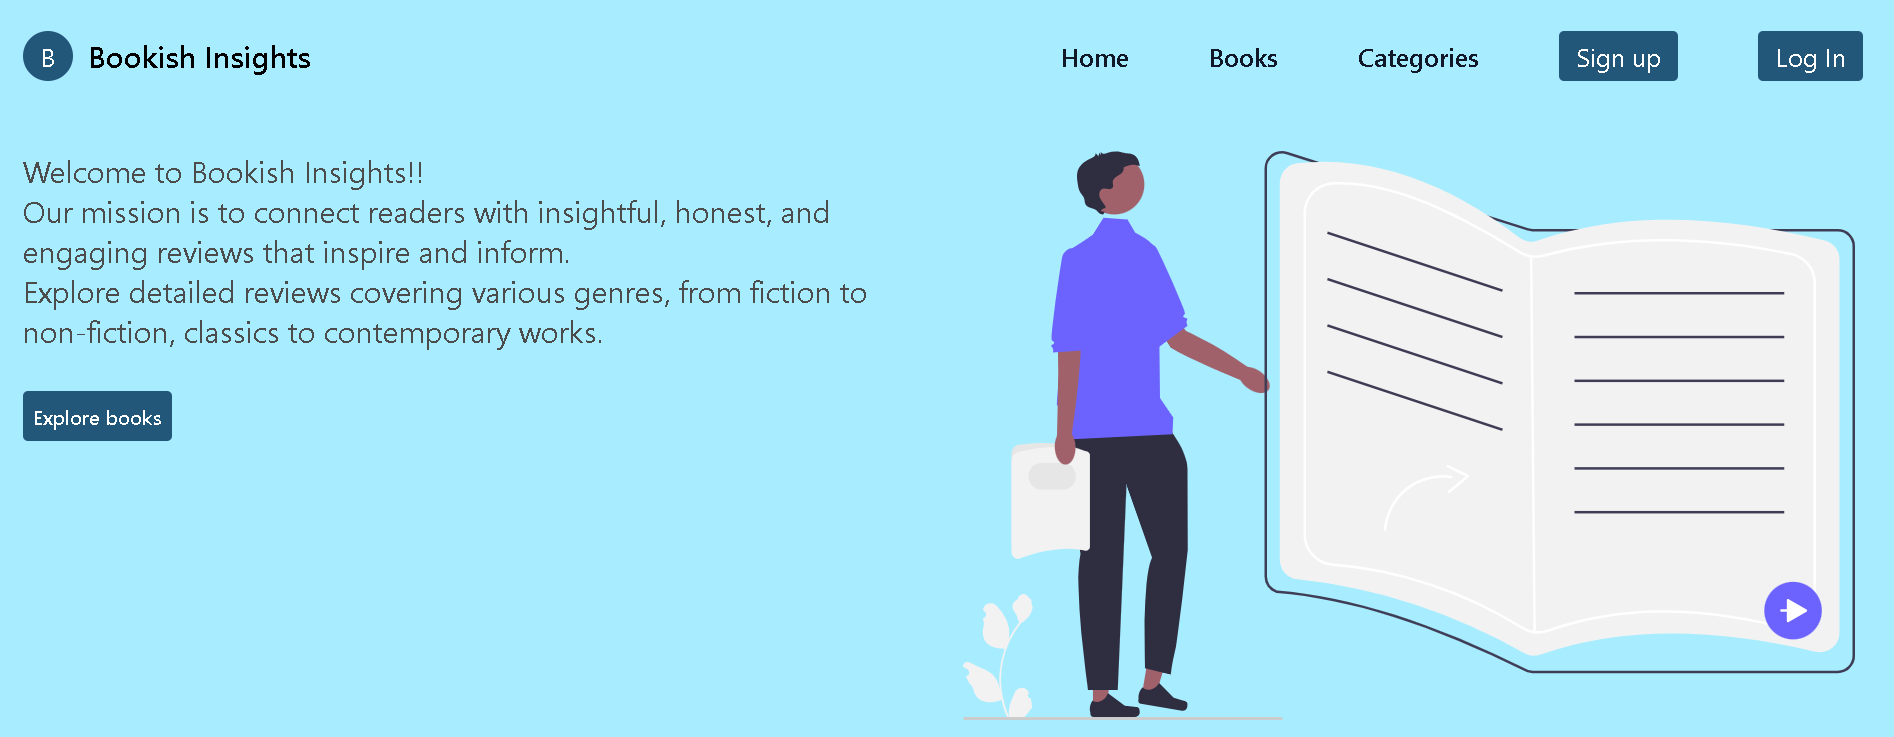 B
Bookish Insights
Home
Books
Categories
Sign up
Log In
Welcome to Bookish Insights!!
Our mission is to connect readers with insightful, honest, and
engaging reviews that inspire and inform.
Explore detailed reviews covering various genres, from fiction to
non-fiction, classics to contemporary works.
Explore books